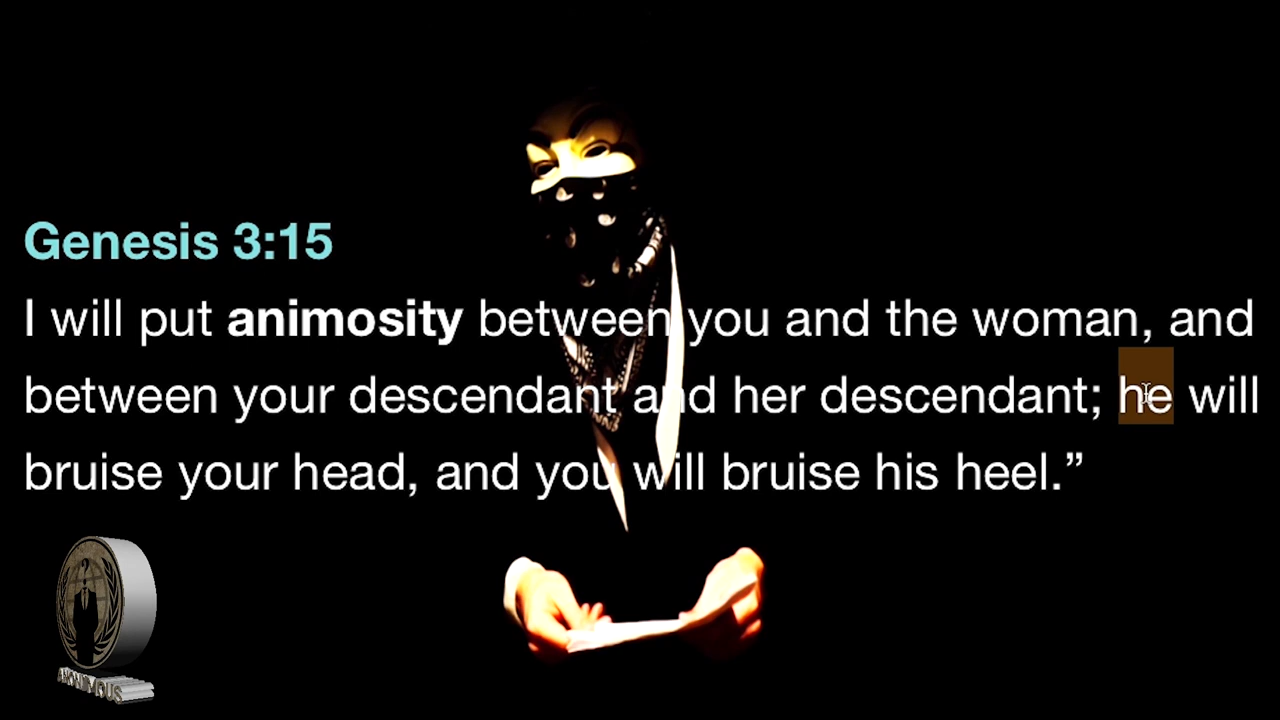 Genesis 3:15
I will put animosity between you and the woman, and
between your descendant and her descendant; he will
bruise your head, and you will bruise his heel.”
ANONYMOUS